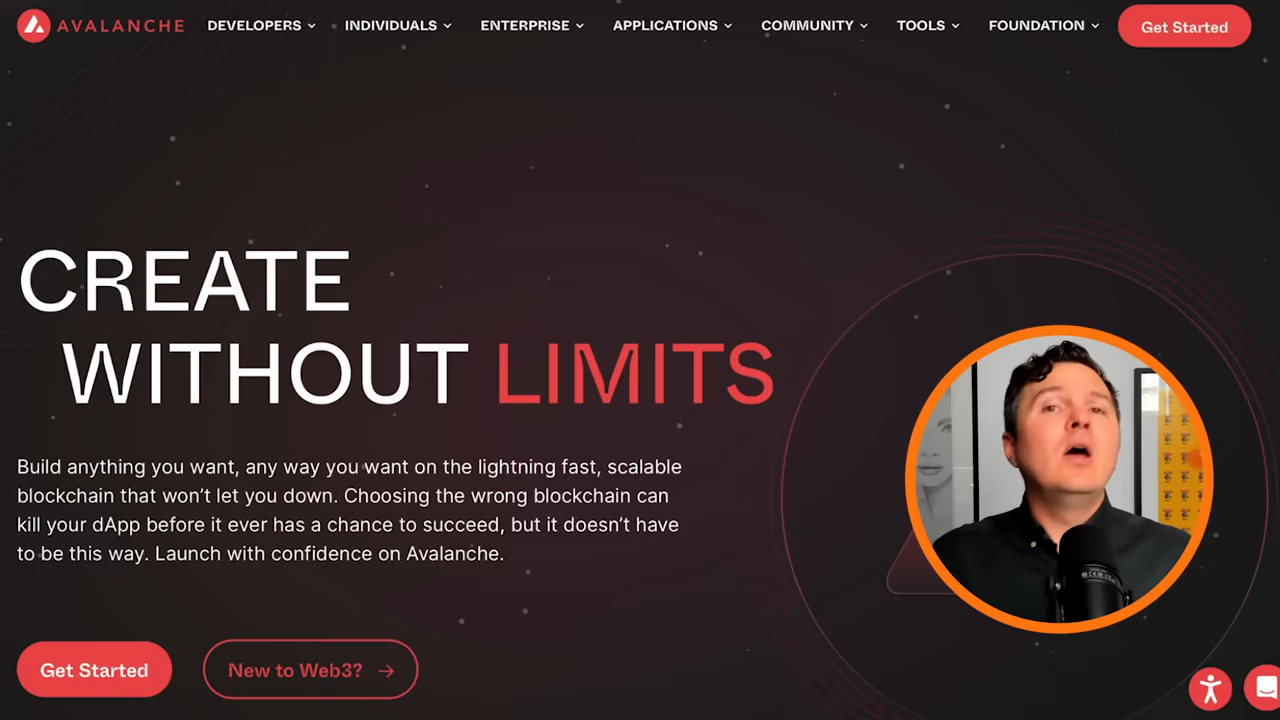 AVALANCHE DEVELOPERS INDIVIDUALS ENTERPRISE APPLICATIONS COMMUNITY TOOLS FOUNDATION Get Started
CREATE
WITHOUT LIMITS
Build anything you want, any way you want on the lightning fast, scalable
blockchain that won’t let you down. Choosing the wrong blockchain can
kill your dApp before it ever has a chance to succeed, but it doesn’t have
to be this way. Launch with confidence on Avalanche.
Get Started New to Web3? →